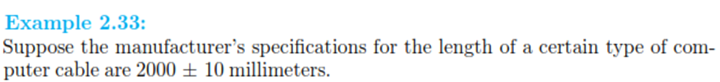 Example 2.33:
Suppose the manufacturer's specifications for the length of a certain type of com-
puter cable are 2000 ± 10 millimeters.